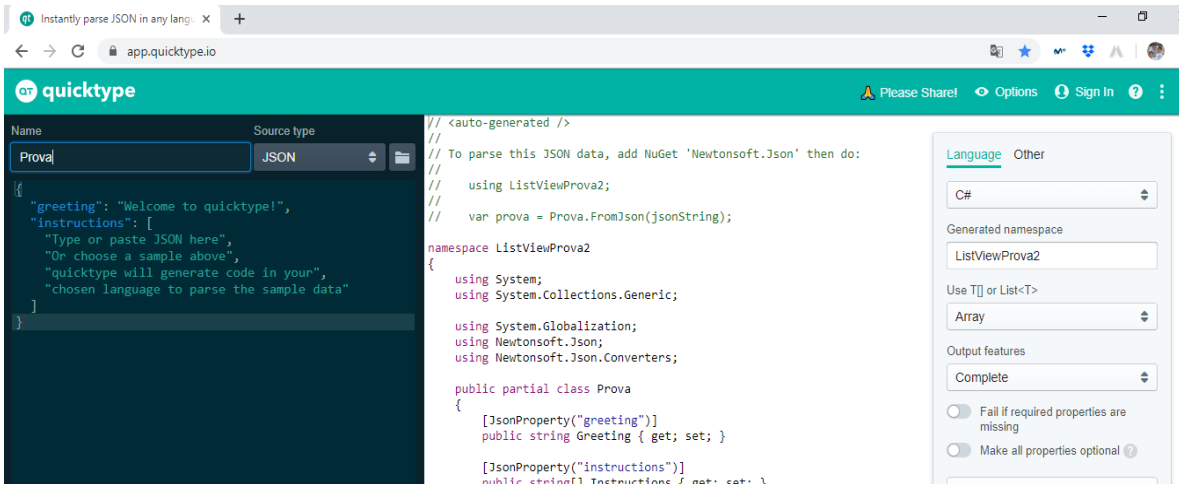 Instantly parse JSON in any langu
app.quicktype.io
QT quicktype
Please Share! Options Sign In ?
Name Source type
Prova JSON
{
"greeting": "Welcome to quicktype!",
"instructions": [
"Type or paste JSON here",
"Or choose a sample above",
"quicktype will generate code in your",
"chosen language to parse the sample data"
]
}
// <auto-generated />
//
// To parse this JSON data, add NuGet 'Newtonsoft.Json' then do:
//
//    using ListViewProva2;
//
//    var prova = Prova.FromJson(jsonString);
namespace ListViewProva2
{
using System;
using System.Collections.Generic;
using System.Globalization;
using Newtonsoft.Json;
using Newtonsoft.Json.Converters;
public partial class Prova
{
[JsonProperty("greeting")]
public string Greeting { get; set; }
[JsonProperty("instructions")]
public string[] Instructions { get; set; }
Language Other
C#
Generated namespace
ListViewProva2
Use T[] or List<T>
Array
Output features
Complete
Fail if required properties are
missing
Make all properties optional ?